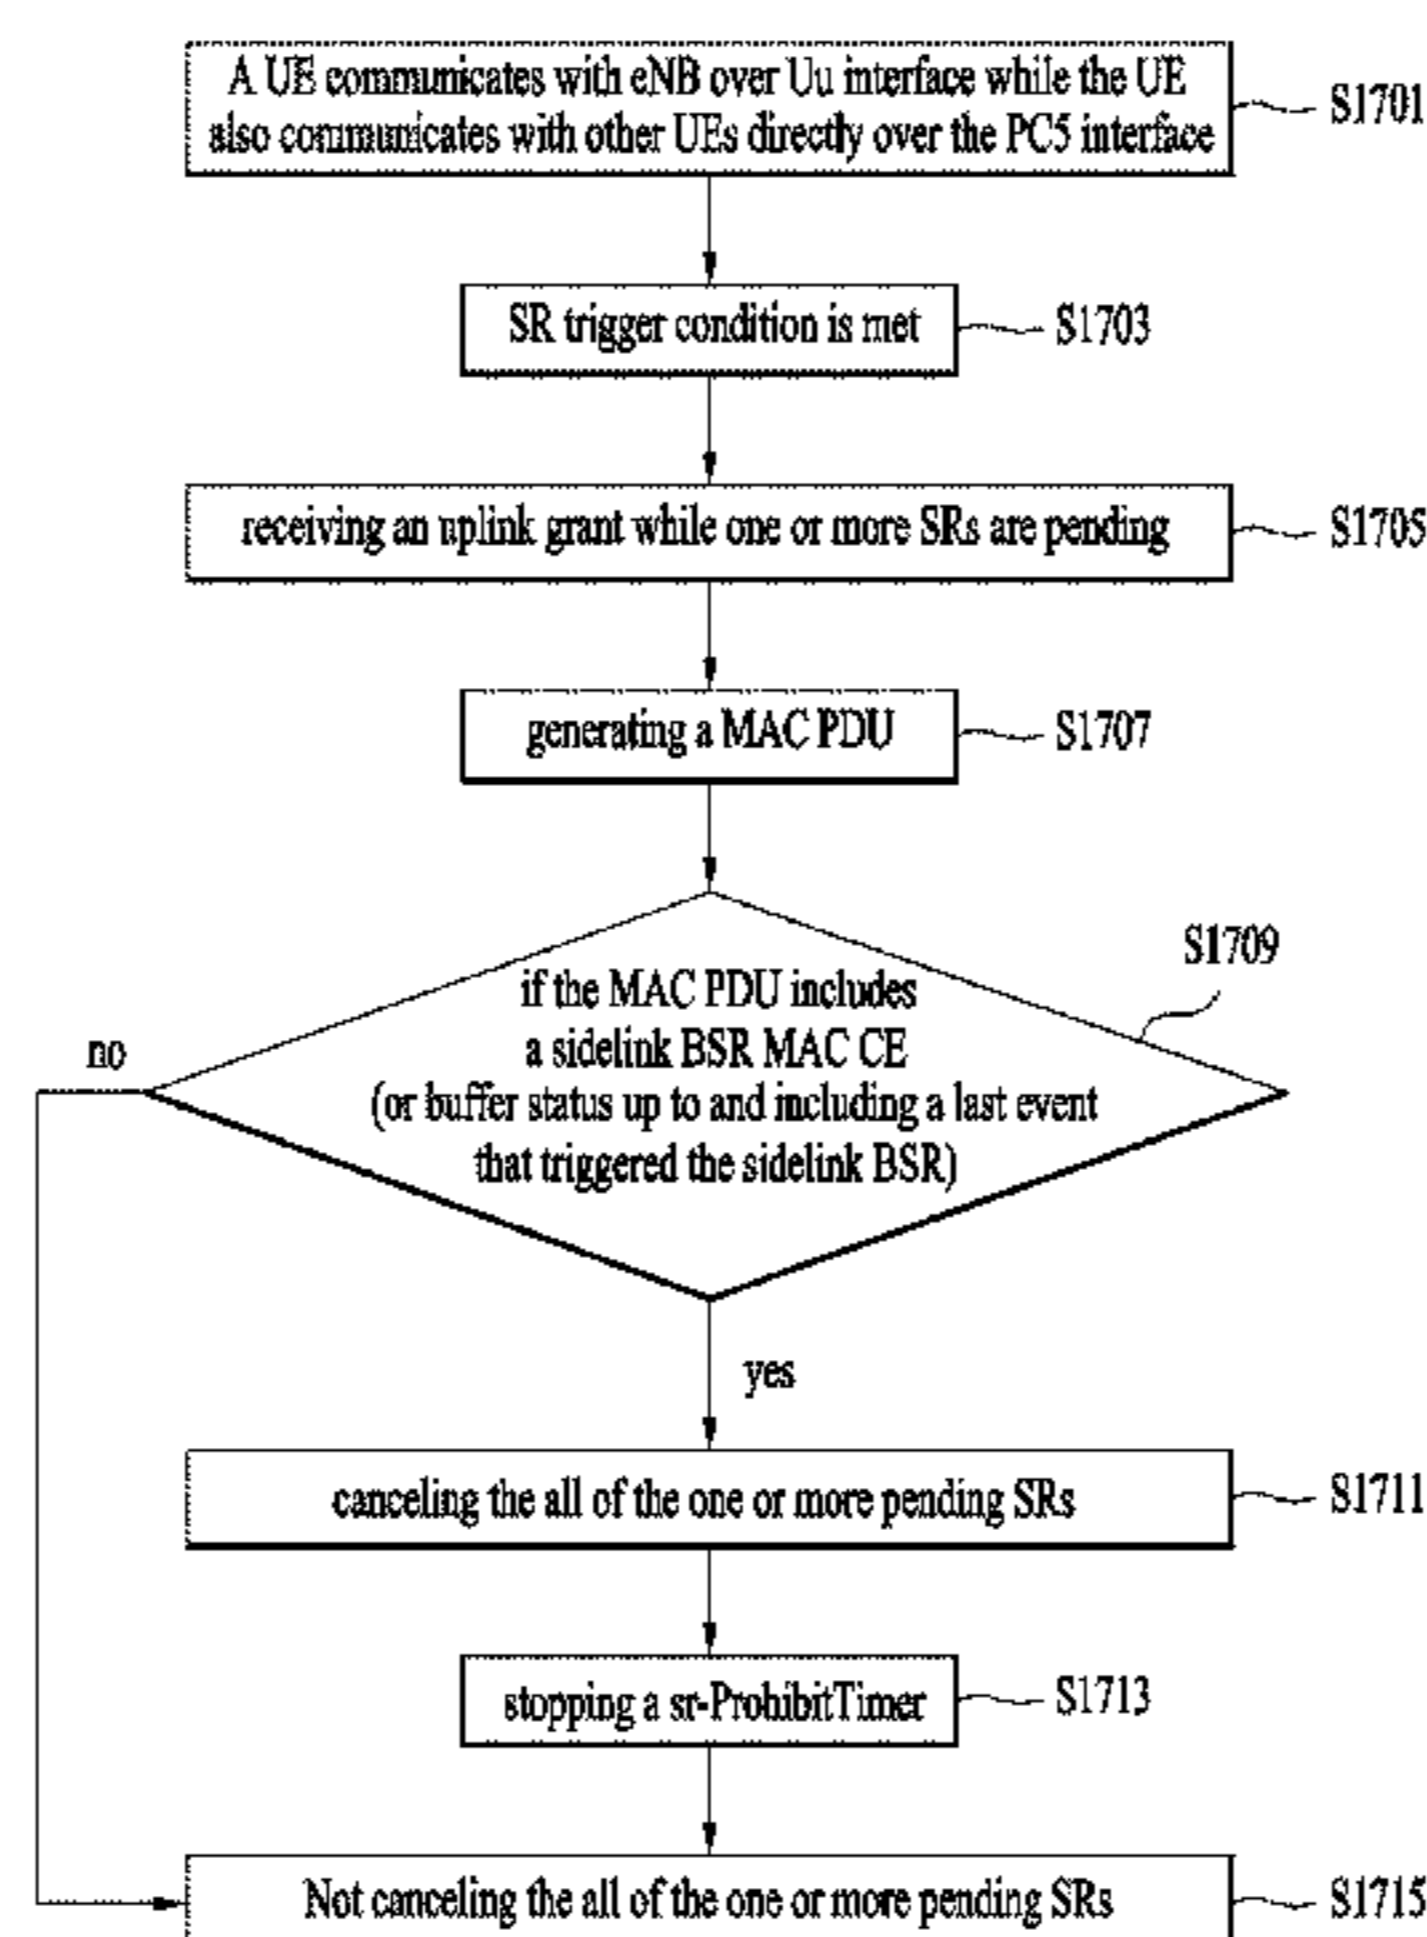 A UE communicates with eNB over Uu interface while the UE
also communicates with other UEs directly over the PC5 interface
S1701
SR trigger condition is met
S1703
receiving an uplink grant while one or more SRs are pending
S1705
generating a MAC PDU
S1707
S1709
if the MAC PDU includes
a sidelink BSR MAC CE
(or buffer status up to and including a last event
that triggered the sidelink BSR)
no
yes
canceling the all of the one or more pending SRs
S1711
stopping a sr-ProhibitTimer
S1713
Not canceling the all of the one or more pending SRs
S1715